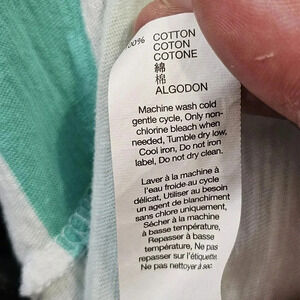 100% COTTON
COTON
COTONE
綿
棉
ALGODON
Machine wash cold
gentle cycle, Only non-
chlorine bleach when
needed, Tumble dry low,
Cool iron, Do not iron
label, Do not dry clean
Laver à la machine à
l'eau froide au cycle
délicat, Utiliser au besoin
un agent de blanchiment
sans chlore uniquement,
Sécher à la machine
à basse température,
Repasser à basse
température, Ne pas
repasser sur l'étiquette
Ne pas nettoyer à sec